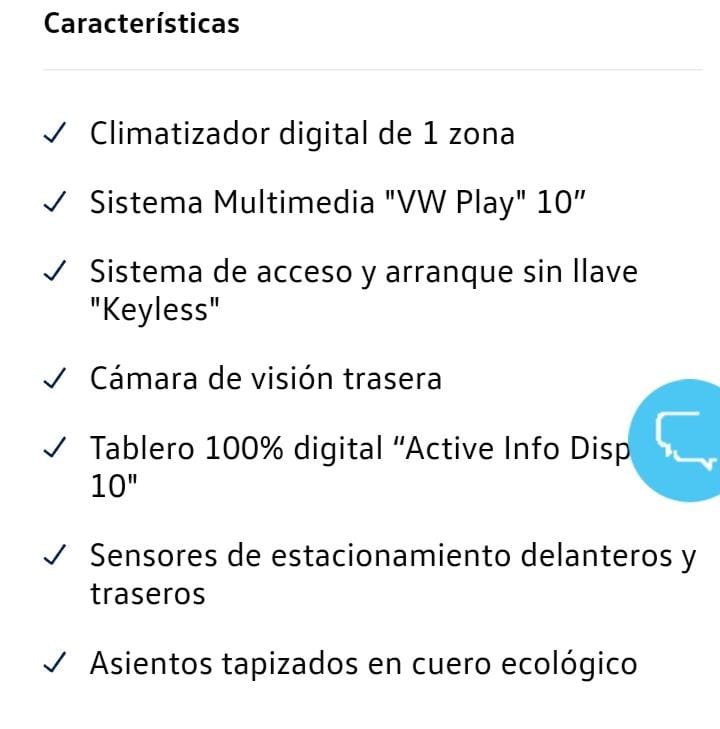 Características
Climatizador digital de 1 zona
Sistema Multimedia "VW Play" 10”
Sistema de acceso y arranque sin llave
"Keyless"
Cámara de visión trasera
Tablero 100% digital “Active Info Disp
10"
Sensores de estacionamiento delanteros y
traseros
Asientos tapizados en cuero ecológico